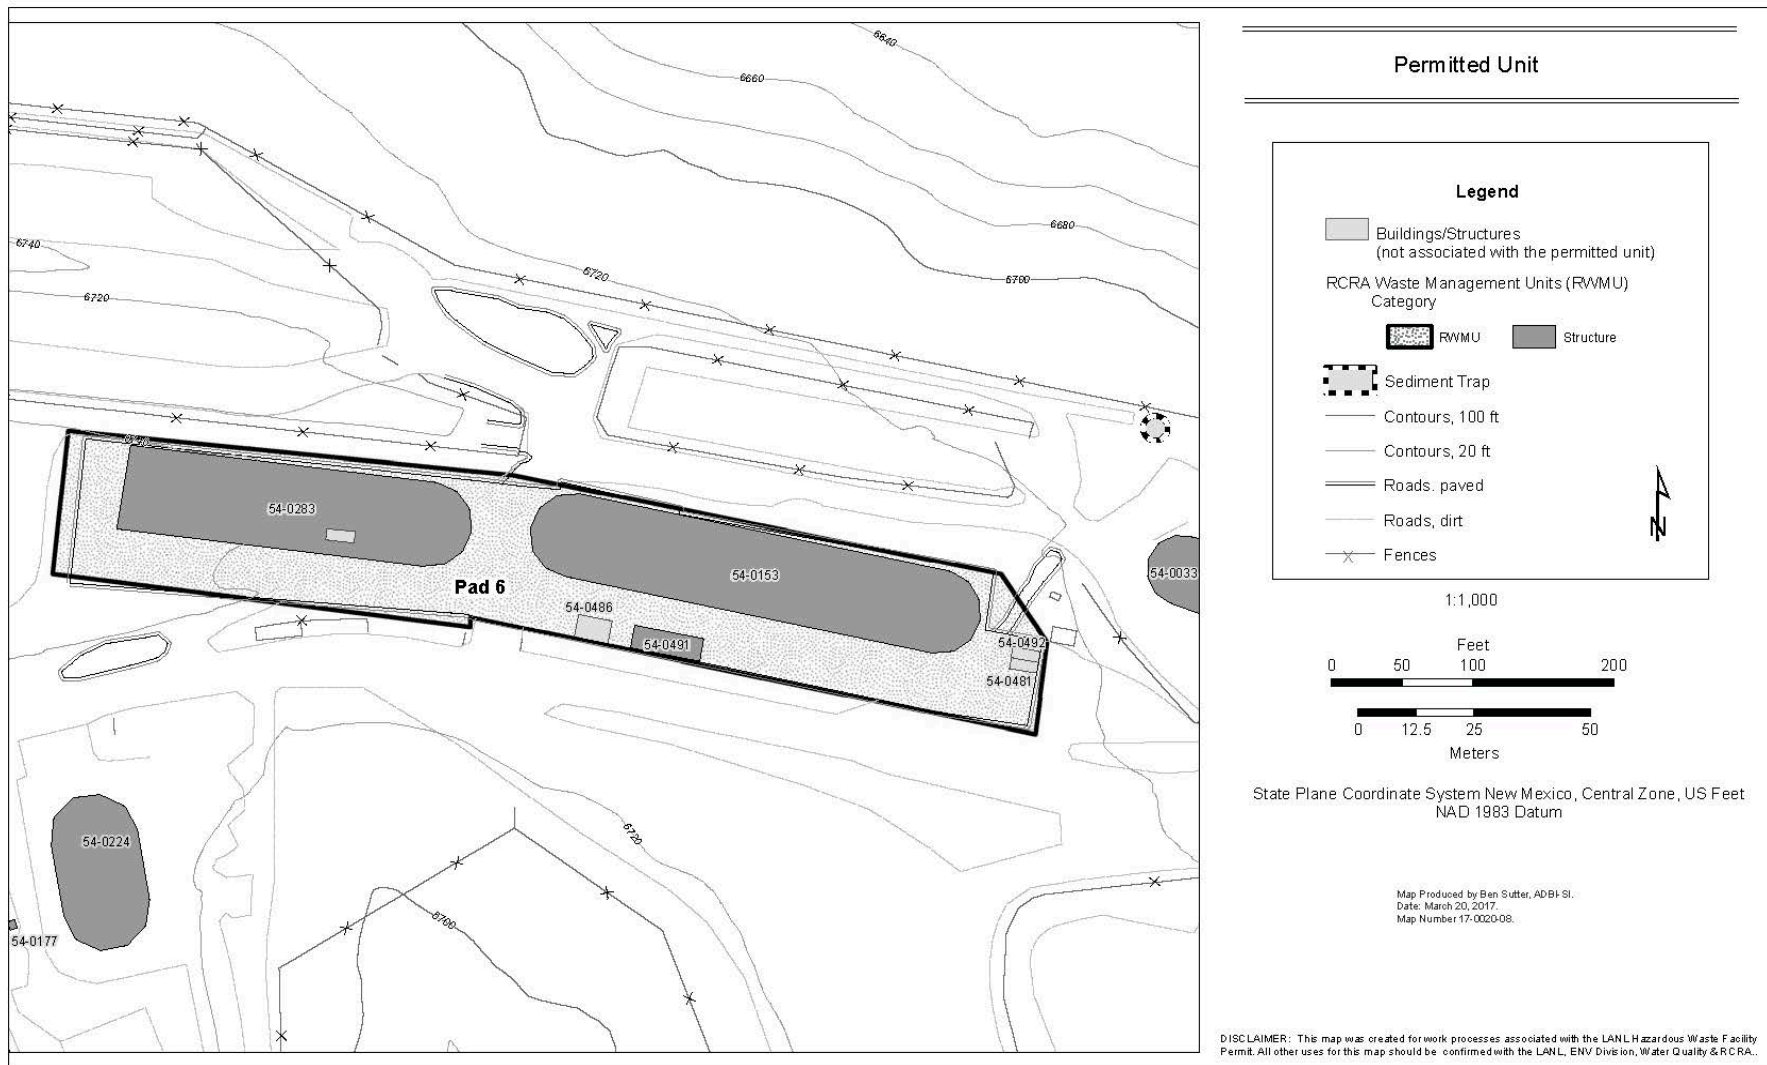 6640
6660
6680
6700
6720
6740
6720
54-0283
54-0153
54-0033
Pad 6
54-0486
54-0491
54-0492
54-0481
54-0224
6720
6700
54-0177
Permitted Unit
Legend
Buildings/Structures
(not associated with the permitted unit)
RCRA Waste Management Units (RWMU)
Category
RWMU
Structure
Sediment Trap
Contours, 100 ft
Contours, 20 ft
Roads. paved
Roads, dirt
Fences
N
1:1,000
Feet
0 50 100 200
0 12.5 25 50
Meters
State Plane Coordinate System New Mexico, Central Zone, US Feet
NAD 1983 Datum
Map Produced by Ben Sutter, ADBI-SI.
Date: March 20, 2017.
Map Number 17-0020-08.
DISCLAIMER: This map was created for work processes associated with the LANL Hazardous Waste Facility
Permit. All other uses for this map should be confirmed with the LANL, ENV Division, Water Quality & RCRA..